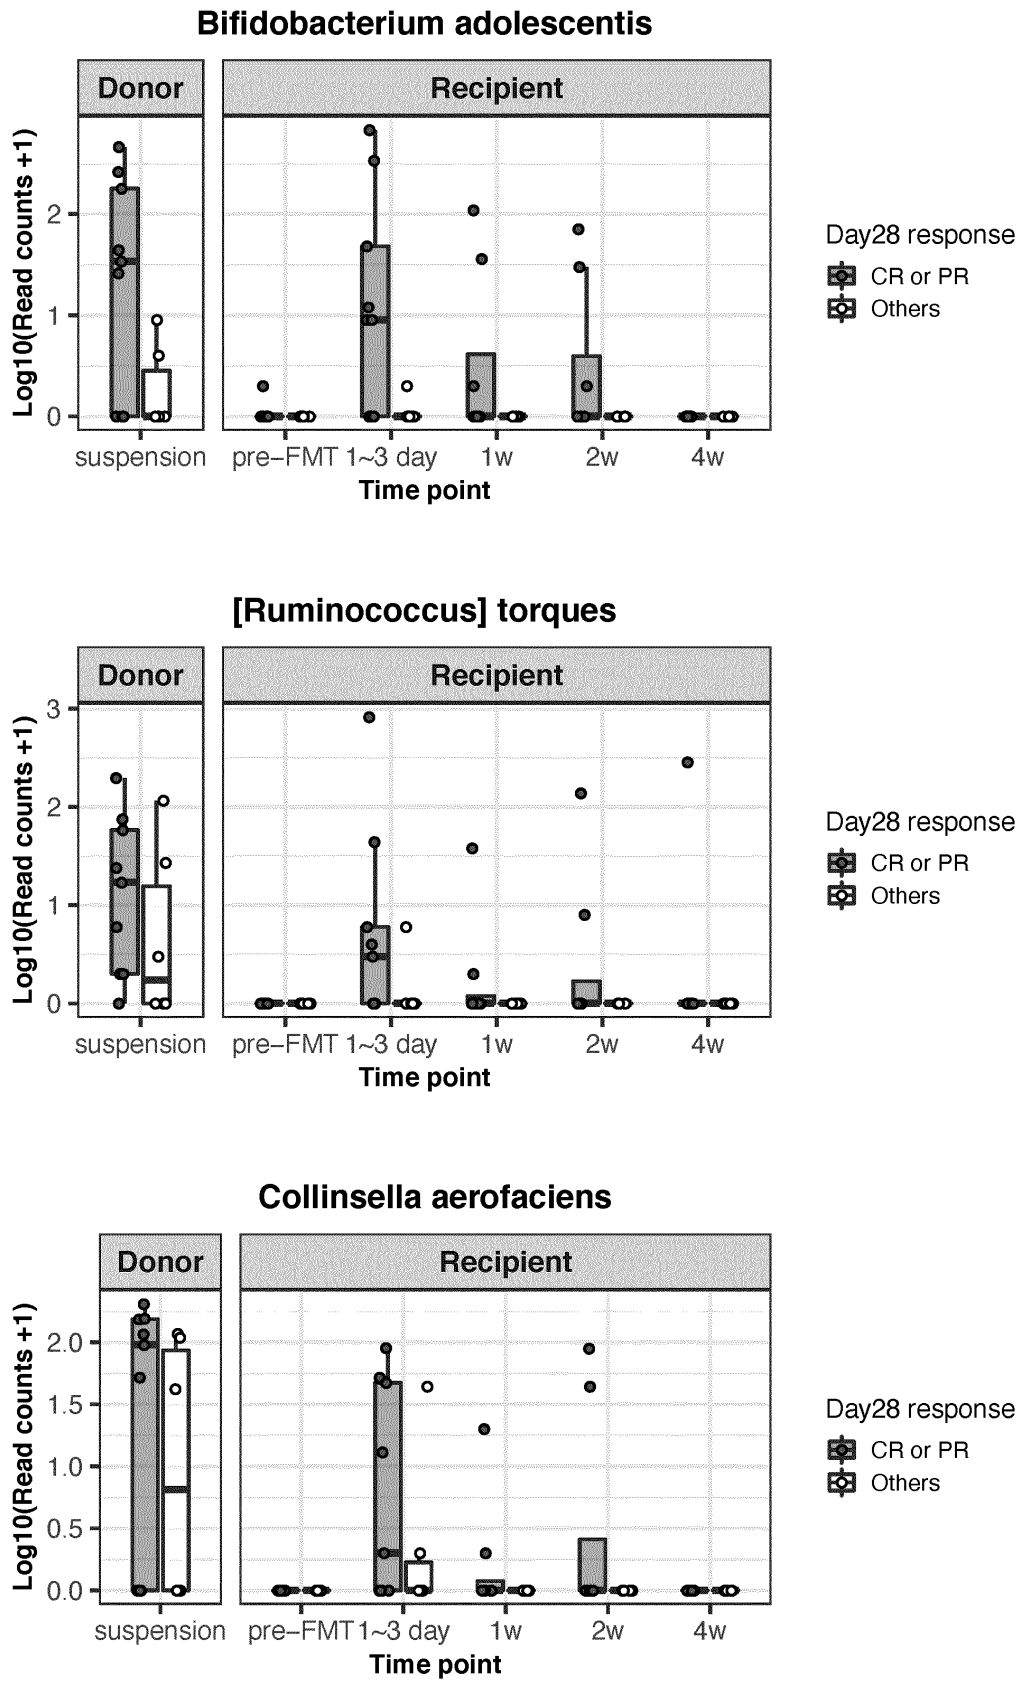 Bifidobacterium adolescentis
Donor Recipient
Log10(Read counts +1)
2
1
0
suspension pre−FMT 1~3 day 1w 2w 4w
Time point
Day28 response
CR or PR
Others
[Ruminococcus] torques
Donor Recipient
Log10(Read counts +1)
3
2
1
0
suspension pre−FMT 1~3 day 1w 2w 4w
Time point
Day28 response
CR or PR
Others
Collinsella aerofaciens
Donor Recipient
Log10(Read counts +1)
2.0
1.5
1.0
0.5
0.0
suspension pre−FMT 1~3 day 1w 2w 4w
Time point
Day28 response
CR or PR
Others